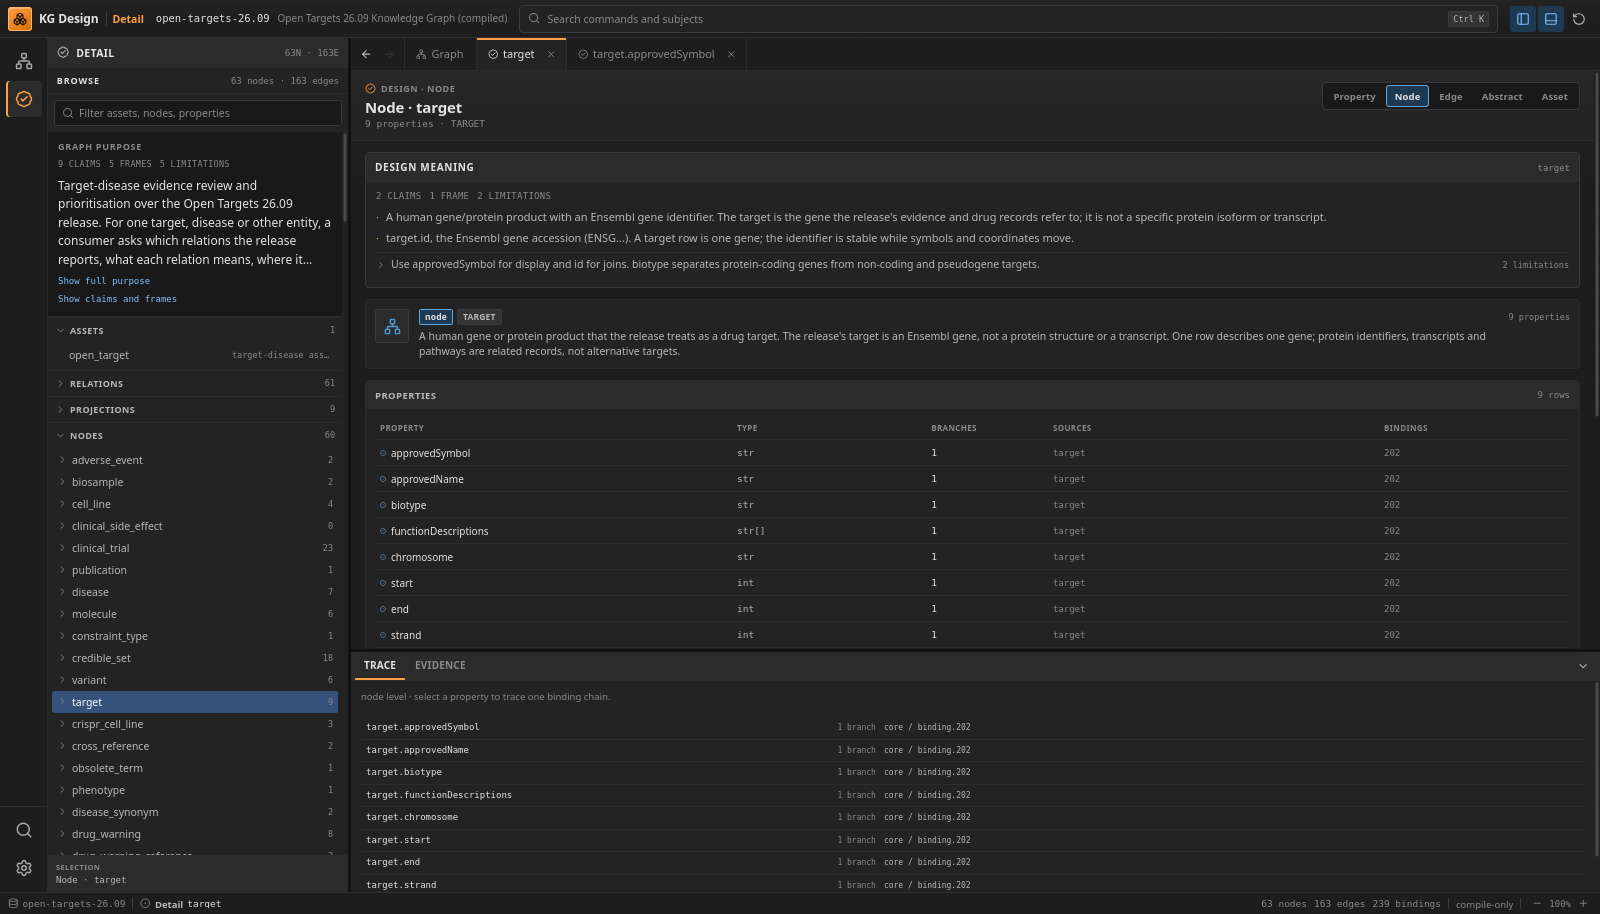 KG Design Detail open-targets-26.09 Open Targets 26.09 Knowledge Graph (compiled) Search commands and subjects Ctrl K
DETAIL 63N · 163E
BROWSE 63 nodes · 163 edges
Filter assets, nodes, properties
GRAPH PURPOSE
9 CLAIMS 5 FRAMES 5 LIMITATIONS
Target-disease evidence review and
prioritisation over the Open Targets 26.09
release. For one target, disease or other entity, a
consumer asks which relations the release
reports, what each relation means, where it...
Show full purpose
Show claims and frames
ASSETS 1
open_target target-disease ass...
RELATIONS 61
PROJECTIONS 9
NODES 60
adverse_event 2
biosample 2
cell_line 4
clinical_side_effect 0
clinical_trial 23
publication 1
disease 7
molecule 6
constraint_type 1
credible_set 18
variant 6
target 9
crispr_cell_line 3
cross_reference 2
obsolete_term 1
phenotype 1
disease_synonym 2
drug_warning 8
SELECTION
Node · target
Graph target target.approvedSymbol
DESIGN · NODE
Node · target
9 properties · TARGET
Property Node Edge Abstract Asset
DESIGN MEANING target
2 CLAIMS 1 FRAME 2 LIMITATIONS
· A human gene/protein product with an Ensembl gene identifier. The target is the gene the release's evidence and drug records refer to; it is not a specific protein isoform or transcript.
· target.id, the Ensembl gene accession (ENSG...). A target row is one gene; the identifier is stable while symbols and coordinates move.
Use approvedSymbol for display and id for joins. biotype separates protein-coding genes from non-coding and pseudogene targets. 2 limitations
node TARGET 9 properties
A human gene or protein product that the release treats as a drug target. The release's target is an Ensembl gene, not a protein structure or a transcript. One row describes one gene; protein identifiers, transcripts and
pathways are related records, not alternative targets.
PROPERTIES 9 rows
PROPERTY TYPE BRANCHES SOURCES BINDINGS
approvedSymbol str 1 target 202
approvedName str 1 target 202
biotype str 1 target 202
functionDescriptions str[] 1 target 202
chromosome str 1 target 202
start int 1 target 202
end int 1 target 202
strand int 1 target 202
TRACE EVIDENCE
node level · select a property to trace one binding chain.
target.approvedSymbol 1 branch core / binding.202
target.approvedName 1 branch core / binding.202
target.biotype 1 branch core / binding.202
target.functionDescriptions 1 branch core / binding.202
target.chromosome 1 branch core / binding.202
target.start 1 branch core / binding.202
target.end 1 branch core / binding.202
target.strand 1 branch core / binding.202
open-targets-26.09 Detail target 63 nodes 163 edges 239 bindings compile-only 100%